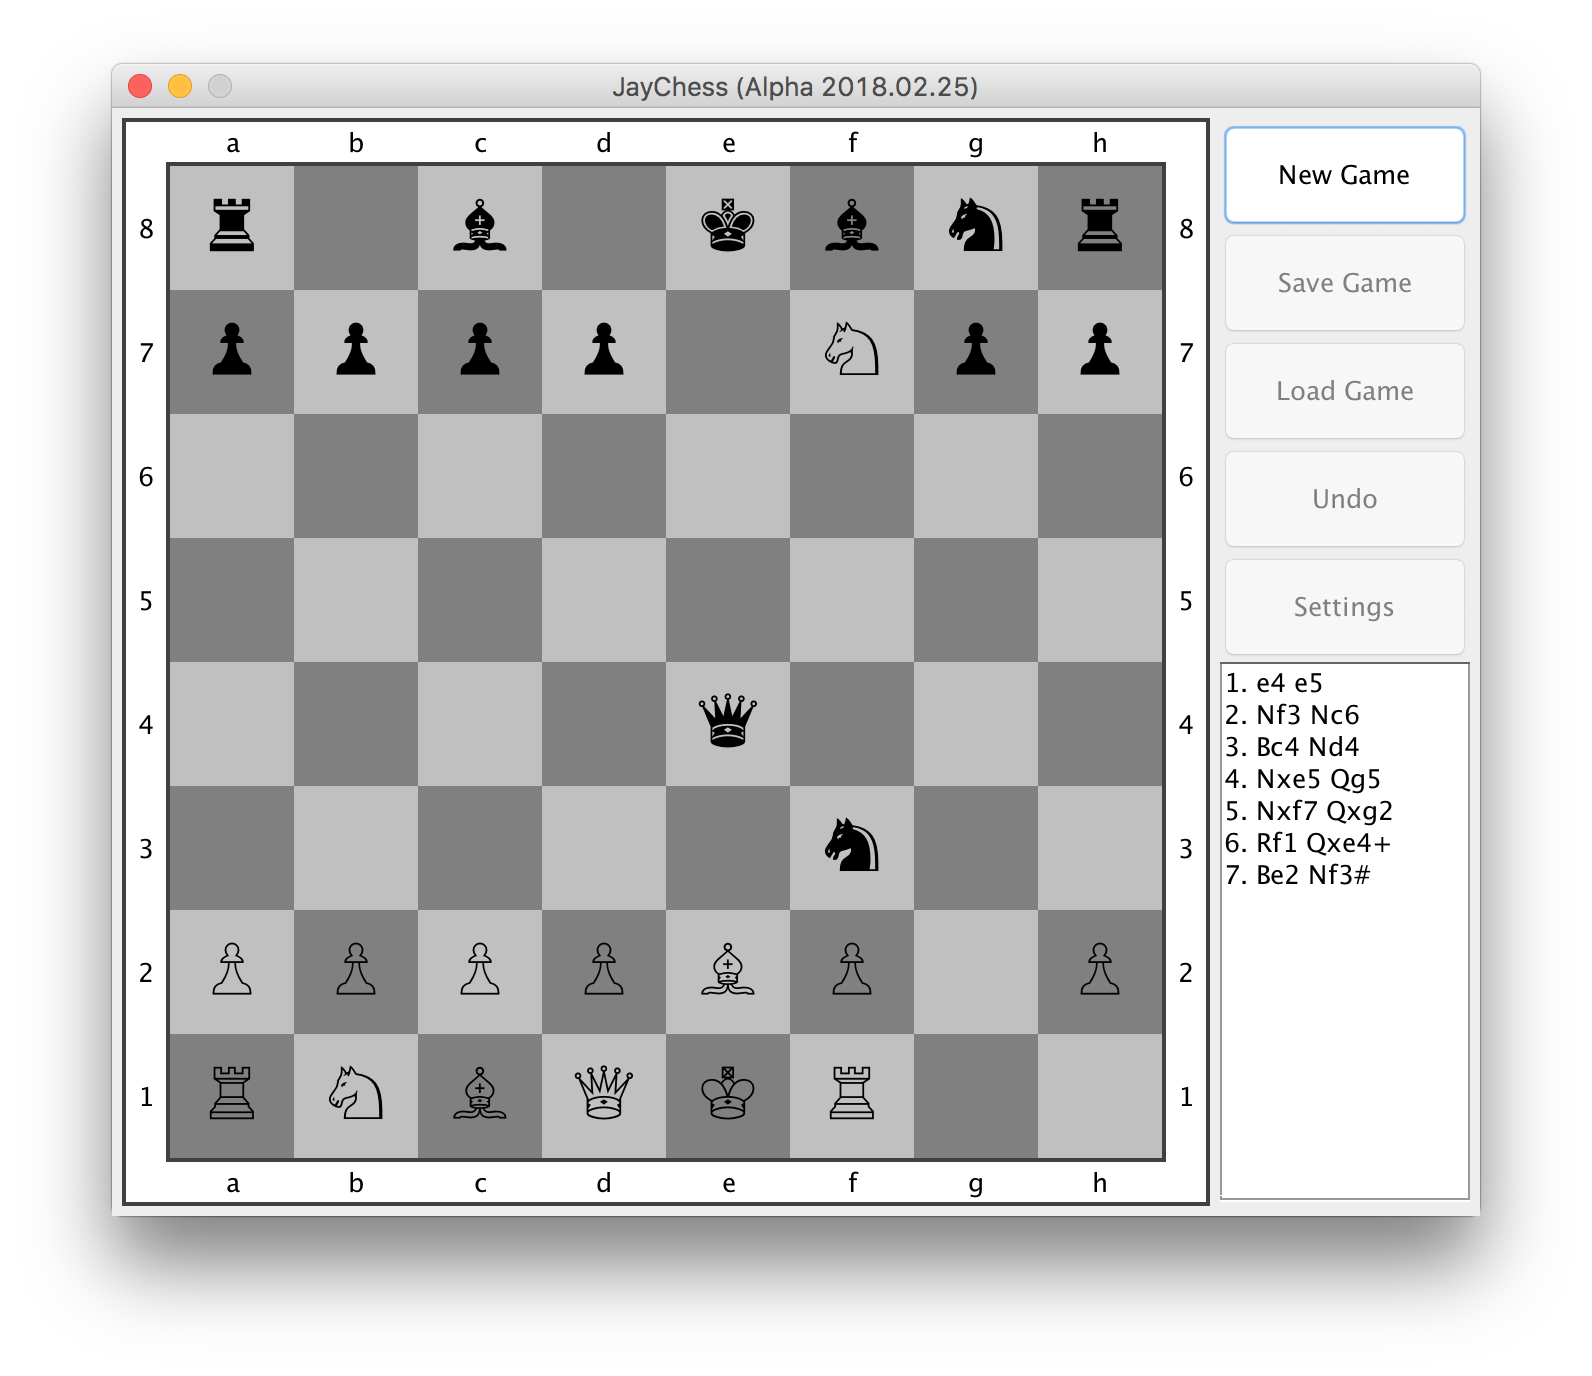 JayChess (Alpha 2018.02.25)
a b c d e f g h
8 8
7 7
6 6
5 5
4 4
3 3
2 2
1 1
a b c d e f g h
New Game
Save Game
Load Game
Undo
Settings
1. e4 e5
2. Nf3 Nc6
3. Bc4 Nd4
4. Nxe5 Qg5
5. Nxf7 Qxg2
6. Rf1 Qxe4+
7. Be2 Nf3#